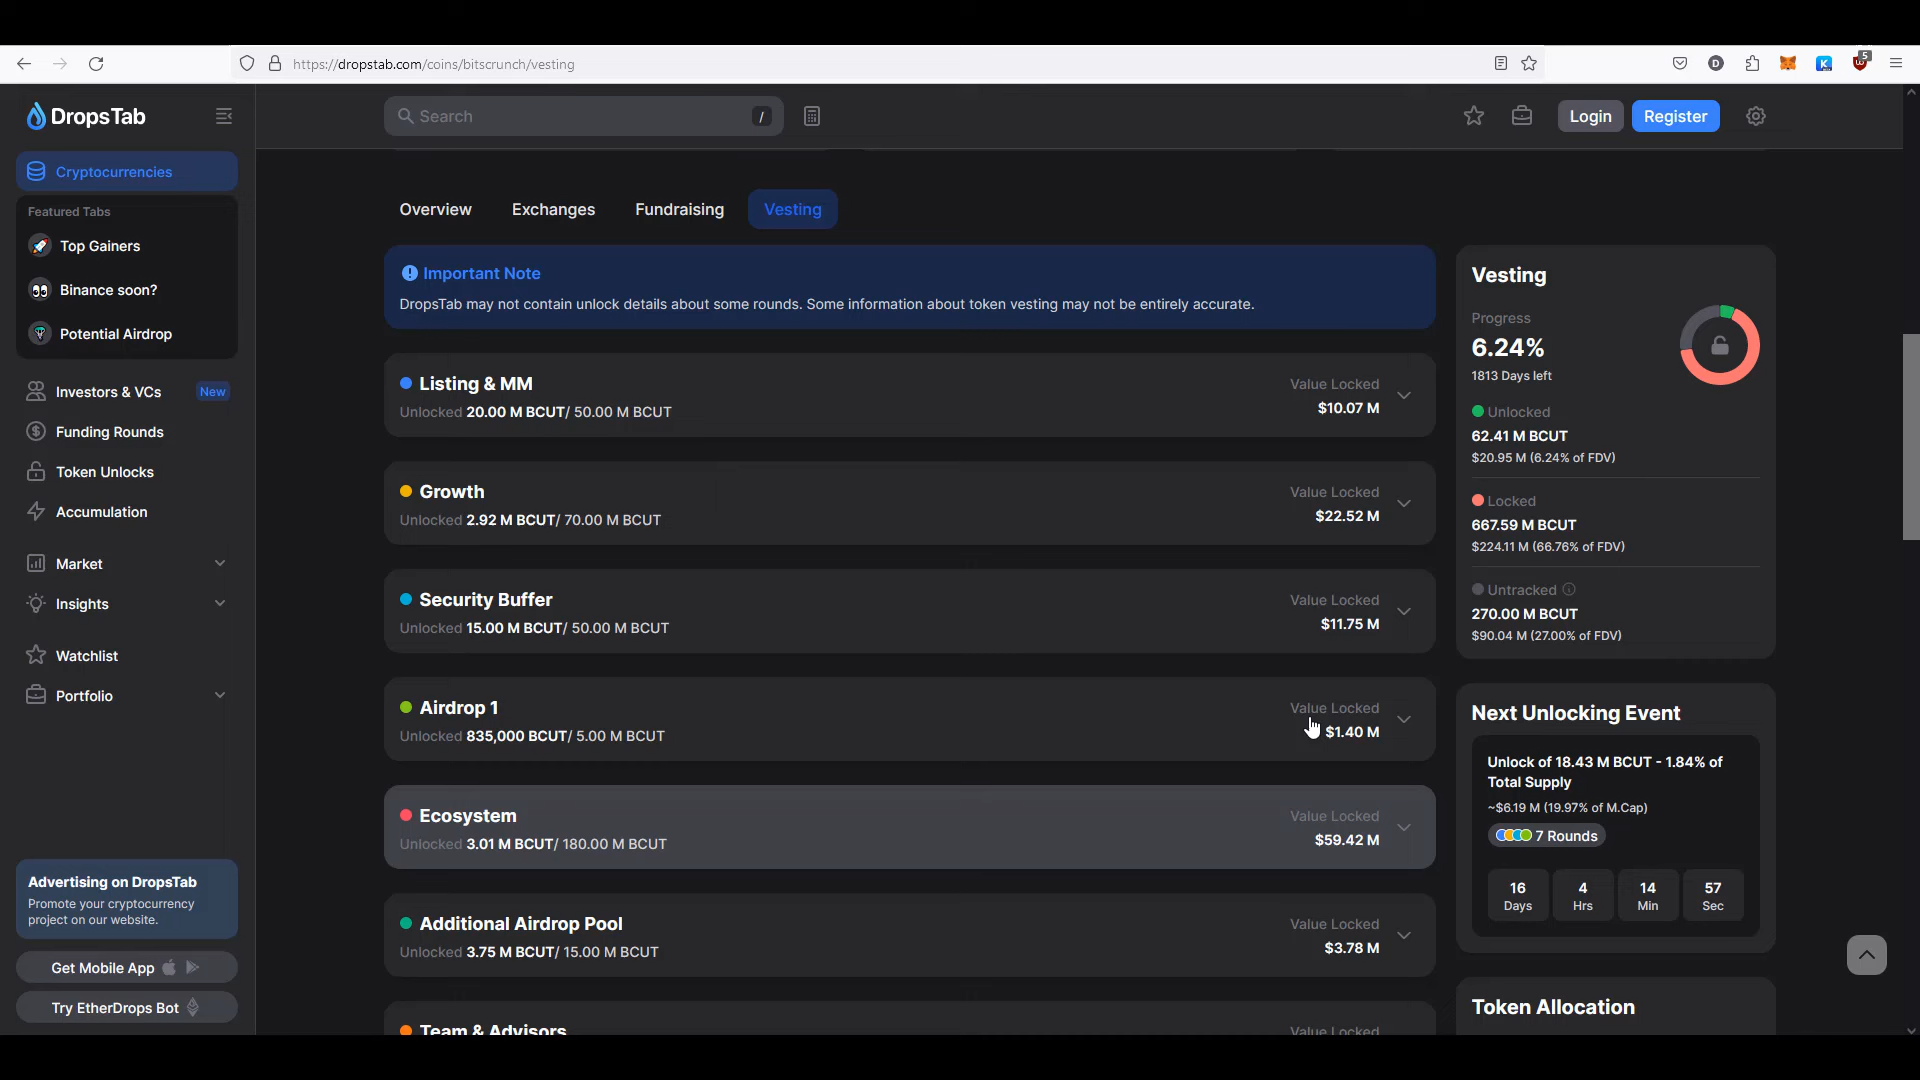 https://dropstab.com/coins/bitscrunch/vesting
5
DropsTab
Search
/
Login
Register
Cryptocurrencies
Featured Tabs
Top Gainers
Binance soon?
Potential Airdrop
Investors & VCs New
Funding Rounds
Token Unlocks
Accumulation
Market
Insights
Watchlist
Portfolio
Advertising on DropsTab
Promote your cryptocurrency
project on our website.
Get Mobile App
Try EtherDrops Bot
Overview Exchanges Fundraising Vesting
Important Note
DropsTab may not contain unlock details about some rounds. Some information about token vesting may not be entirely accurate.
Listing & MM
Unlocked 20.00 M BCUT/ 50.00 M BCUT
Value Locked
$10.07 M
Growth
Unlocked 2.92 M BCUT/ 70.00 M BCUT
Value Locked
$22.52 M
Security Buffer
Unlocked 15.00 M BCUT/ 50.00 M BCUT
Value Locked
$11.75 M
Airdrop 1
Unlocked 835,000 BCUT/ 5.00 M BCUT
Value Locked
$1.40 M
Ecosystem
Unlocked 3.01 M BCUT/ 180.00 M BCUT
Value Locked
$59.42 M
Additional Airdrop Pool
Unlocked 3.75 M BCUT/ 15.00 M BCUT
Value Locked
$3.78 M
Team & Advisors
Value Locked
Vesting
Progress
6.24%
1813 Days left
Unlocked
62.41 M BCUT
$20.95 M (6.24% of FDV)
Locked
667.59 M BCUT
$224.11 M (66.76% of FDV)
Untracked
270.00 M BCUT
$90.04 M (27.00% of FDV)
Next Unlocking Event
Unlock of 18.43 M BCUT - 1.84% of
Total Supply
~$6.19 M (19.97% of M.Cap)
7 Rounds
16 4 14 57
Days Hrs Min Sec
Token Allocation